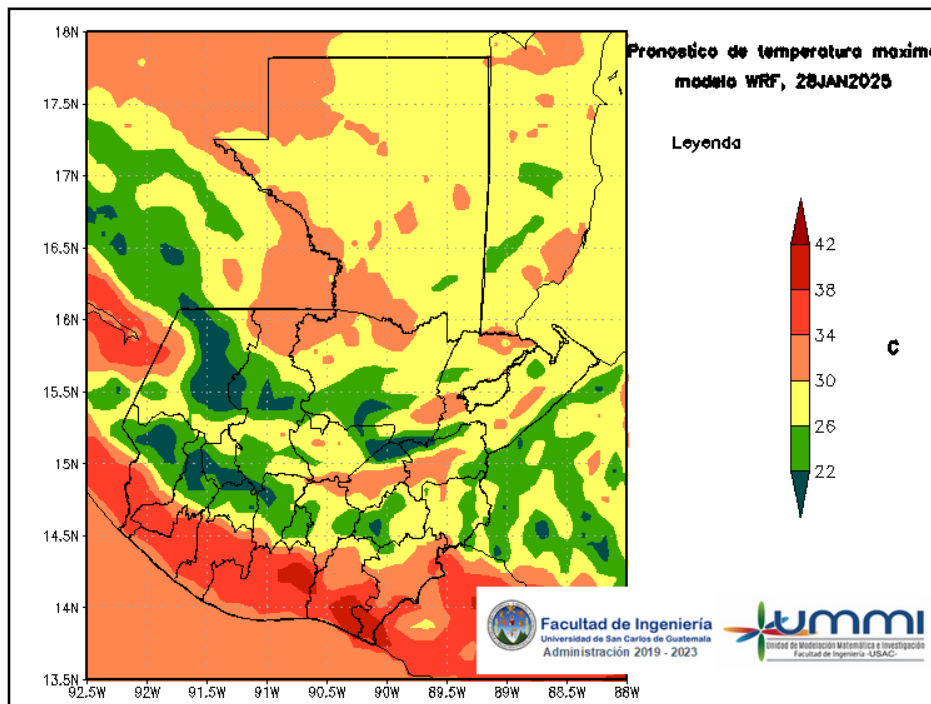 Pronostico de temperatura maxima
modelo WRF, 28JAN2025
Leyenda
18N
17.5N
17N
16.5N
16N
15.5N
15N
14.5N
14N
13.5N
92.5W
92W
91.5W
91W
90.5W
90W
89.5W
89W
88.5W
88W
42
38
34
30
26
22
C
Facultad de Ingeniería
Universidad de San Carlos de Guatemala
Administración 2019 - 2023
UMMI
Unidad de Modelación Matemática e Investigación
Facultad de Ingeniería -USAC-